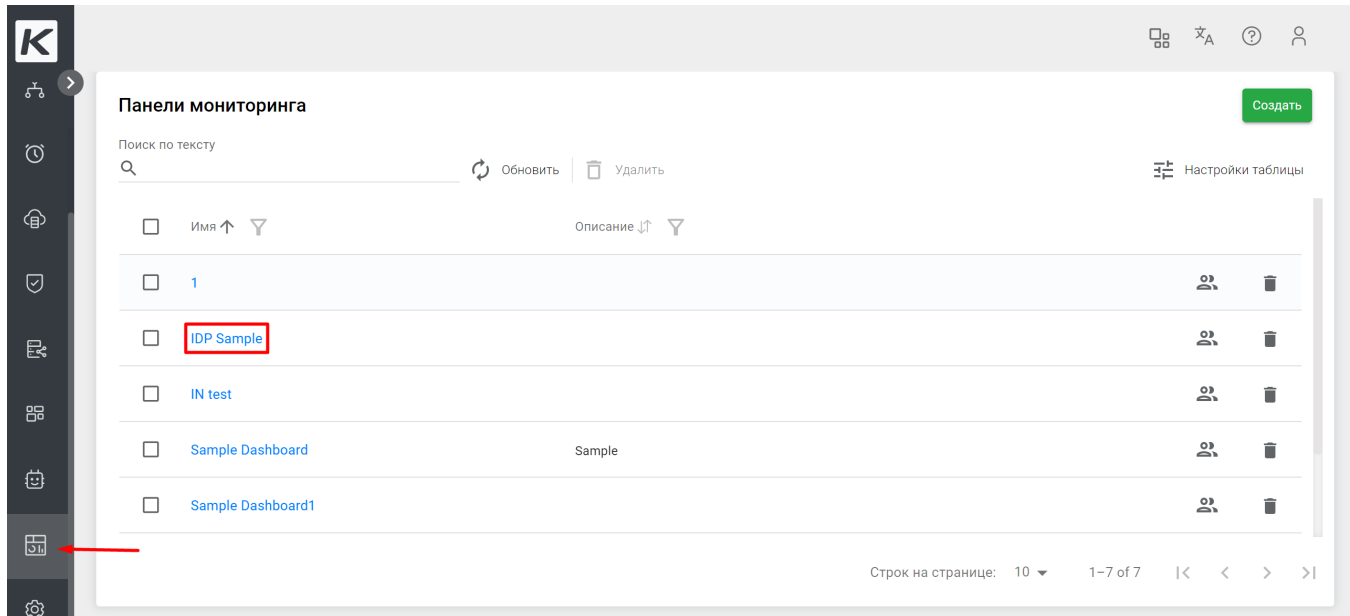 K
Панели мониторинга
Создать
Поиск по тексту
Обновить Удалить Настройки таблицы
Имя Описание
1
IDP Sample
IN test
Sample Dashboard Sample
Sample Dashboard1
Строк на странице: 10 1–7 of 7